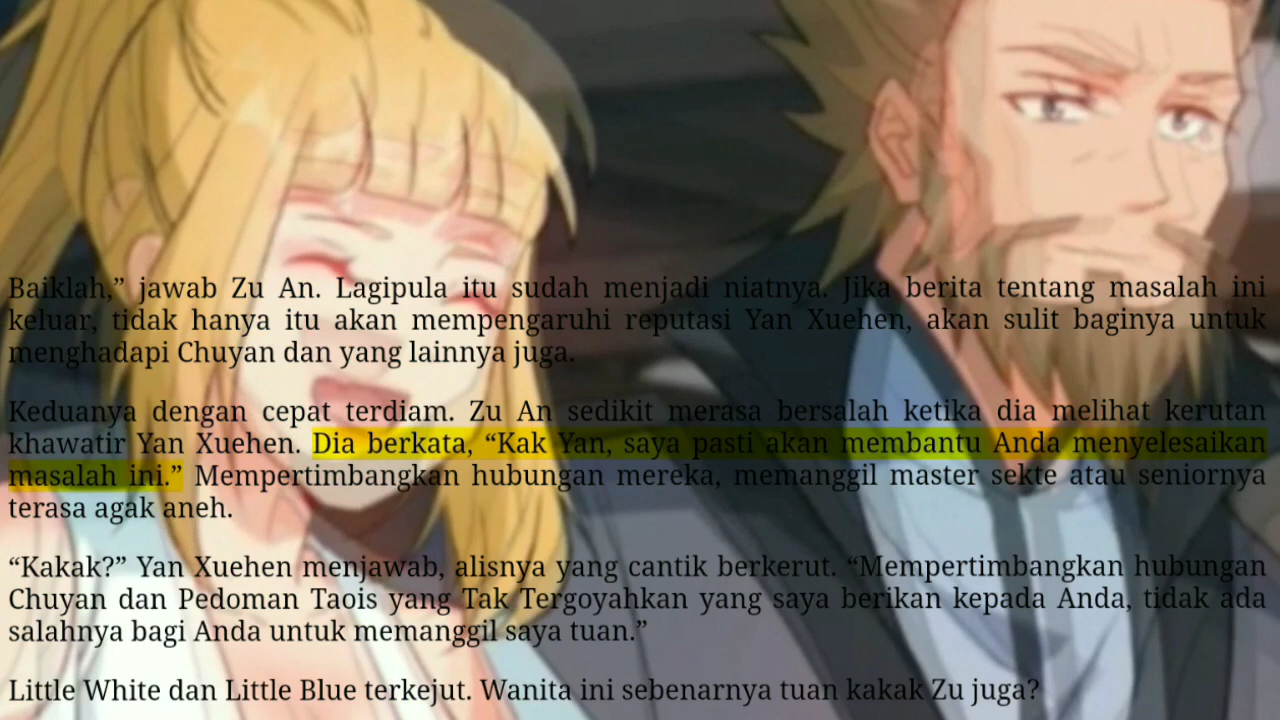 Baiklah,” jawab Zu An. Lagipula itu sudah menjadi niatnya. Jika berita tentang masalah ini
keluar, tidak hanya itu akan mempengaruhi reputasi Yan Xuehen, akan sulit baginya untuk
menghadapi Chuyan dan yang lainnya juga.
Keduanya dengan cepat terdiam. Zu An sedikit merasa bersalah ketika dia melihat kerutan
khawatir Yan Xuehen. Dia berkata, “Kak Yan, saya pasti akan membantu Anda menyelesaikan
masalah ini.” Mempertimbangkan hubungan mereka, memanggil master sekte atau seniornya
terasa agak aneh.
“Kakak?” Yan Xuehen menjawab, alisnya yang cantik berkerut. “Mempertimbangkan hubungan
Chuyan dan Pedoman Taois yang Tak Tergoyahkan yang saya berikan kepada Anda, tidak ada
salahnya bagi Anda untuk memanggil saya tuan.”
Little White dan Little Blue terkejut. Wanita ini sebenarnya tuan kakak Zu juga?